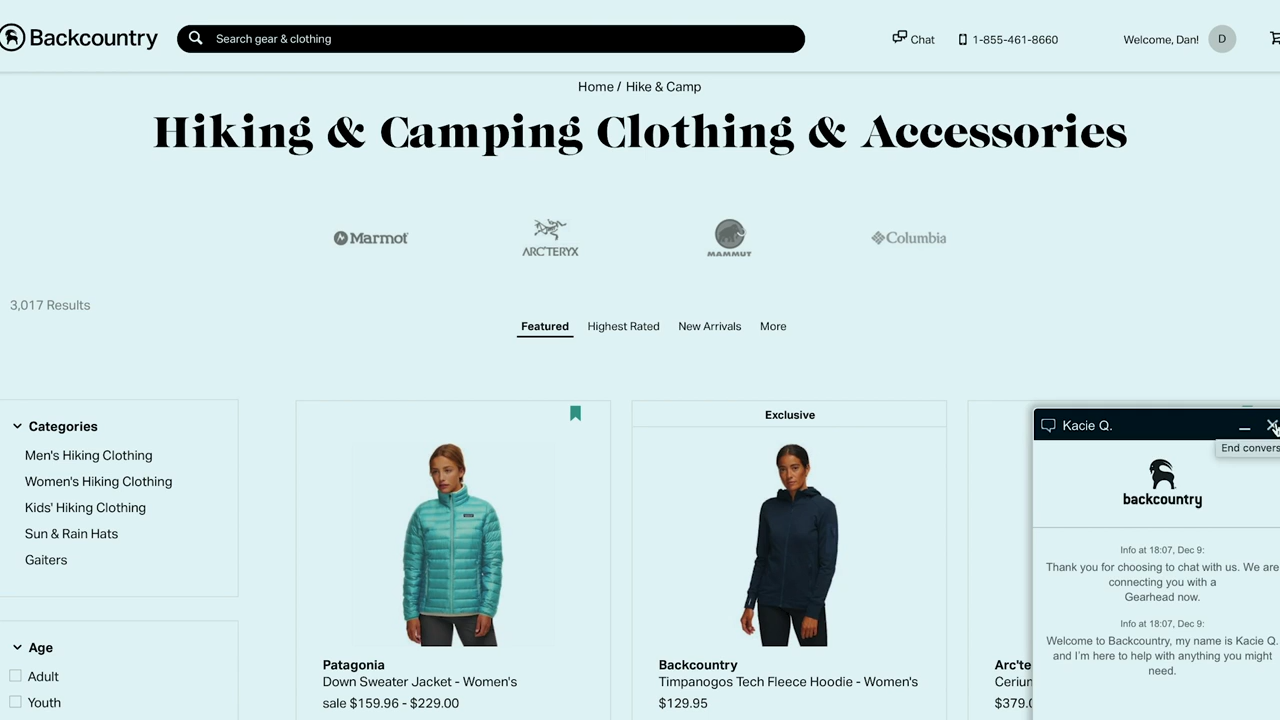 Backcountry
Search gear & clothing
Chat
1-855-461-8660
Welcome, Dan!
D
Home / Hike & Camp
Hiking & Camping Clothing & Accessories
Marmot
ARC'TERYX
MAMMUT
Columbia
3,017 Results
Featured
Highest Rated
New Arrivals
More
Categories
Men's Hiking Clothing
Women's Hiking Clothing
Kids' Hiking Clothing
Sun & Rain Hats
Gaiters
Age
Adult
Youth
Patagonia
Down Sweater Jacket - Women's
sale $159.96 - $229.00
Exclusive
Backcountry
Timpanogos Tech Fleece Hoodie - Women's
$129.95
Arc'te
Cerium
$379.0
Kacie Q.
End convers
backcountry
Info at 18:07, Dec 9:
Thank you for choosing to chat with us. We are
connecting you with a
Gearhead now.
Info at 18:07, Dec 9:
Welcome to Backcountry, my name is Kacie Q.
and I'm here to help with anything you might
need.